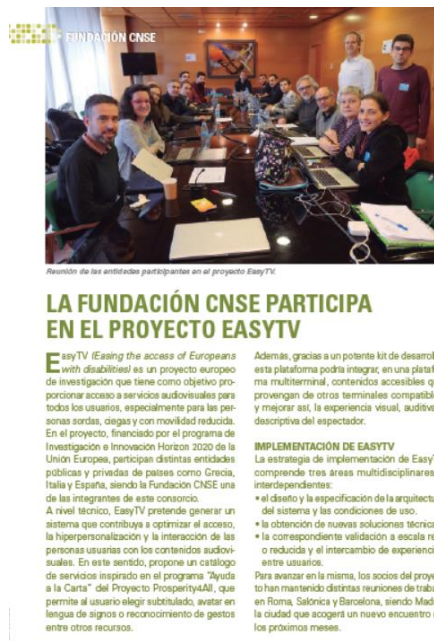 FUNDACIÓN CNSE
Reunión de las entidades participantes en el proyecto EasyTV.
LA FUNDACIÓN CNSE PARTICIPA
EN EL PROYECTO EASYTV
EasyTV (Easing the access of Europeans
with disabilities) es un proyecto europeo
de investigación que tiene como objetivo pro-
porcionar acceso a servicios audiovisuales para
todos los usuarios, especialmente para las per-
sonas sordas, ciegas y con movilidad reducida.
En el proyecto, financiado por el programa de
Investigación e Innovación Horizon 2020 de la
Unión Europea, participan distintas entidades
públicas y privadas de países como Grecia,
Italia y España, siendo la Fundación CNSE una
de las integrantes de este consorcio.
A nivel técnico, EasyTV pretende generar un
sistema que contribuya a optimizar el acceso,
la hiperpersonalización y la interacción de las
personas usuarias con los contenidos audiovi-
suales. En este sentido, propone un catálogo
de servicios inspirado en el programa "Ayuda
a la Carta" del Proyecto Prosperity4All, que
permite al usuario elegir subtitulado, avatar en
lengua de signos o reconocimiento de gestos
entre otros recursos.
Además, gracias a un potente kit de desarrol
esta plataforma podría integrar, en una platafo
ma multiterminal, contenidos accesibles q
provengan de otros terminales compatibl
y mejorar así, la experiencia visual, auditiva
descriptiva del espectador.
IMPLEMENTACIÓN DE EASYTV
La estrategia de implementación de Easy
comprende tres áreas multidisciplinares
interdependientes:
• el diseño y la especificación de la arquitectu
del sistema y las condiciones de uso.
• la obtención de nuevas soluciones técnica
• la correspondiente validación a escala re
o reducida y el intercambio de experienci
entre usuarios.
Para avanzar en la misma, los socios del proye
to han mantenido distintas reuniones de traba
en Roma, Salónica y Barcelona, siendo Madr
la ciudad que acogerá un nuevo encuentro
los próximos meses.